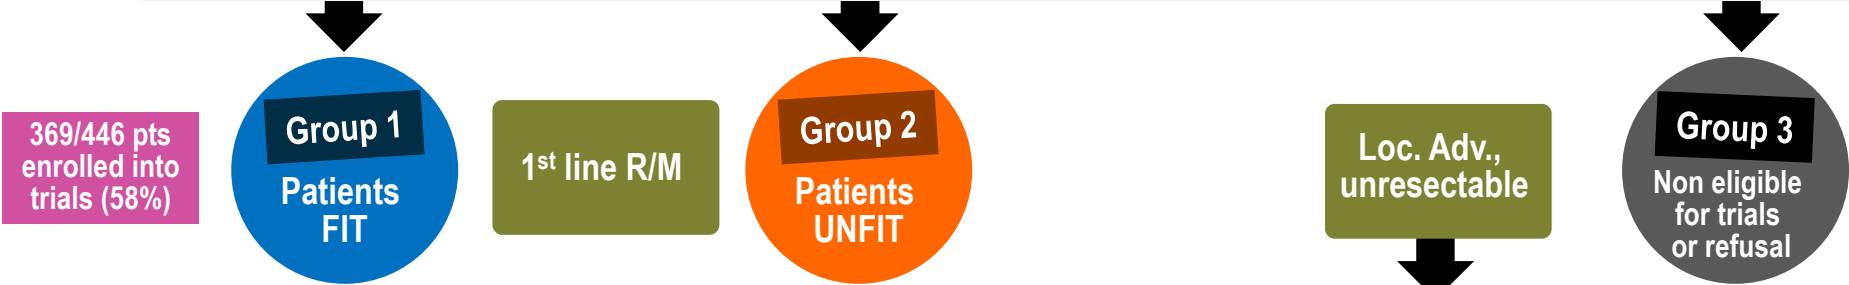 369/446 pts
enrolled into
trials (58%)
Group 1
Patients
FIT
1st line R/M
Group 2
Patients
UNFIT
Loc. Adv.,
unresectable
Group 3
Non eligible
for trials
or refusal